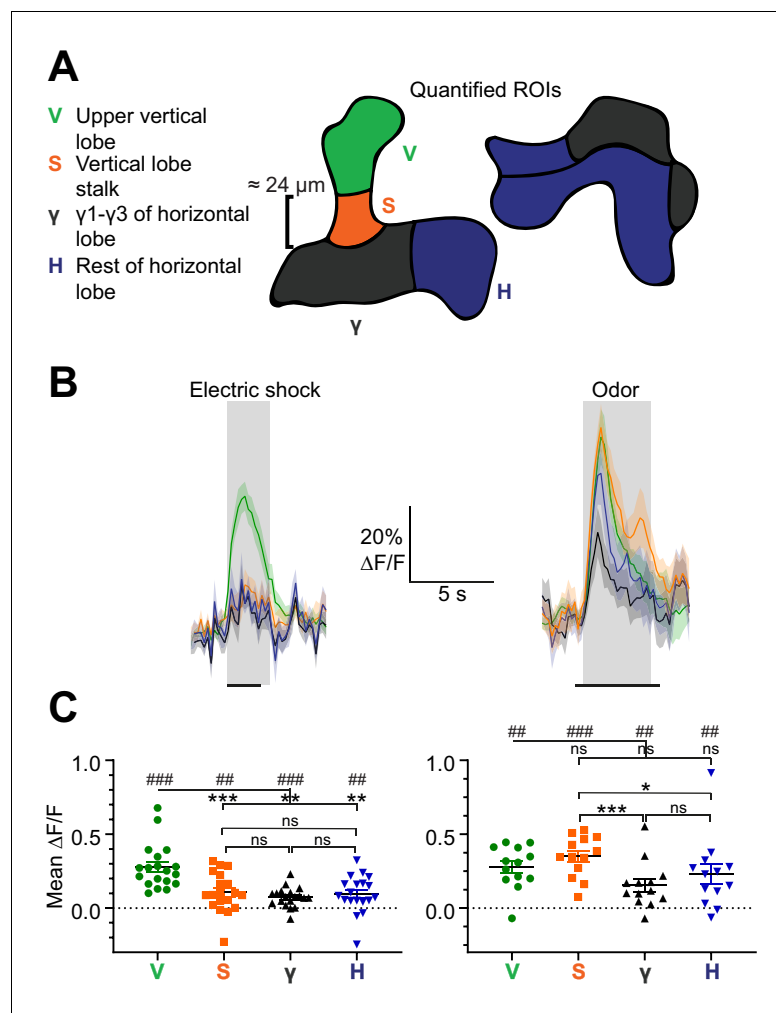 A
Quantified ROIs
V Upper vertical
lobe
S Vertical lobe
stalk
γ γ1-γ3 of horizontal
lobe
H Rest of horizontal
lobe
≈ 24 µm
V
S
H
γ
B
Electric shock
Odor
20%
ΔF/F
5 s
C
Mean ΔF/F
1.0
0.5
0.0
### ## ### ##
*** ** **
ns
ns ns
V S γ H
1.0
0.5
0.0
## ### ## ##
ns ns ns
*
*** ns
V S γ H